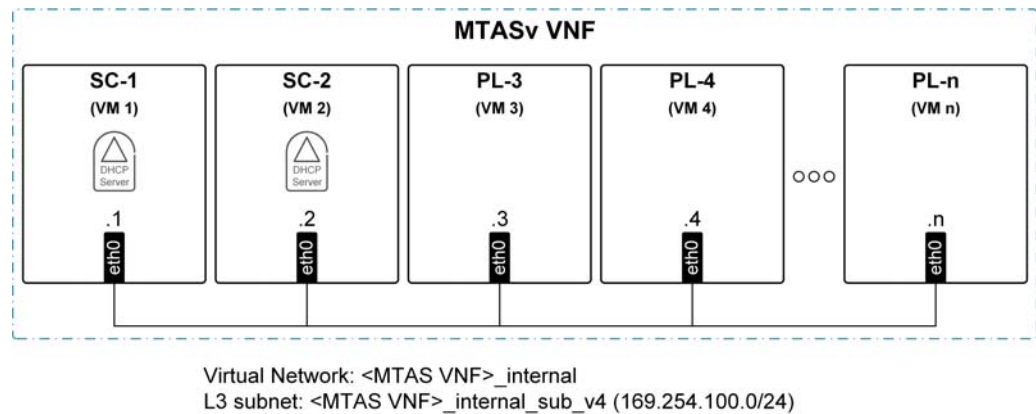 MTASv VNF
SC-1
(VM 1)
DHCP
Server
.1
eth0
SC-2
(VM 2)
DHCP
Server
.2
eth0
PL-3
(VM 3)
.3
eth0
PL-4
(VM 4)
.4
eth0
PL-n
(VM n)
.n
eth0
Virtual Network: <MTAS VNF>_internal
L3 subnet: <MTAS VNF>_internal_sub_v4 (169.254.100.0/24)